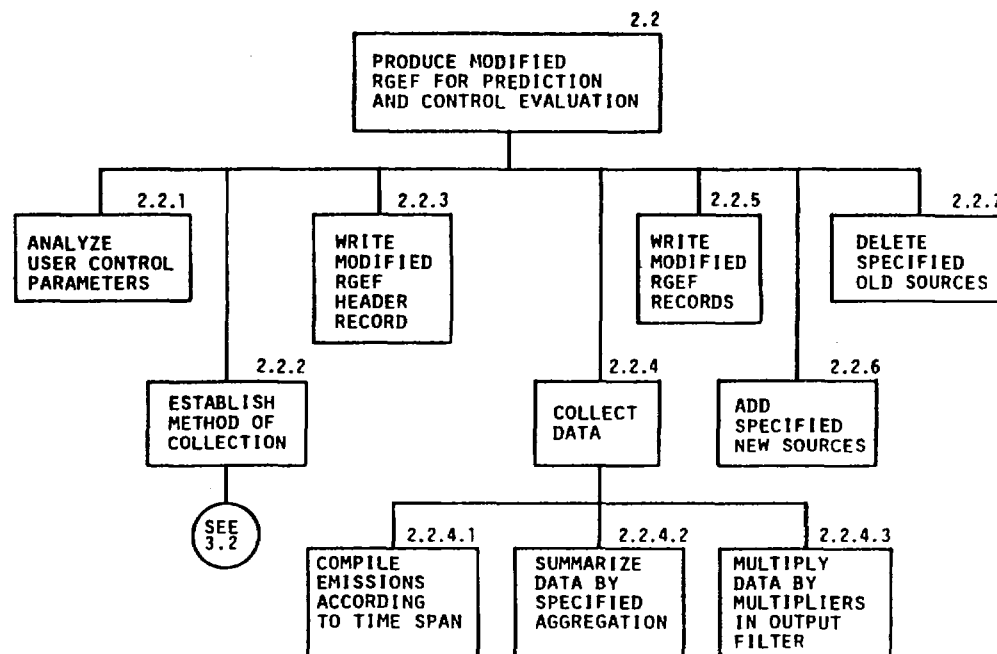 2.2
PRODUCE MODIFIED
RGEF FOR PREDICTION
AND CONTROL EVALUATION
2.2.1
ANALYZE
USER CONTROL
PARAMETERS
2.2.3
WRITE
MODIFIED
RGEF
HEADER
RECORD
2.2.5
WRITE
MODIFIED
RGEF
RECORDS
2.2.7
DELETE
SPECIFIED
OLD SOURCES
2.2.2
ESTABLISH
METHOD OF
COLLECTION
2.2.4
COLLECT
DATA
2.2.6
ADD
SPECIFIED
NEW SOURCES
SEE
3.2
2.2.4.1
COMPILE
EMISSIONS
ACCORDING
TO TIME SPAN
2.2.4.2
SUMMARIZE
DATA BY
SPECIFIED
AGGREGATION
2.2.4.3
MULTIPLY
DATA BY
MULTIPLIERS
IN OUTPUT
FILTER